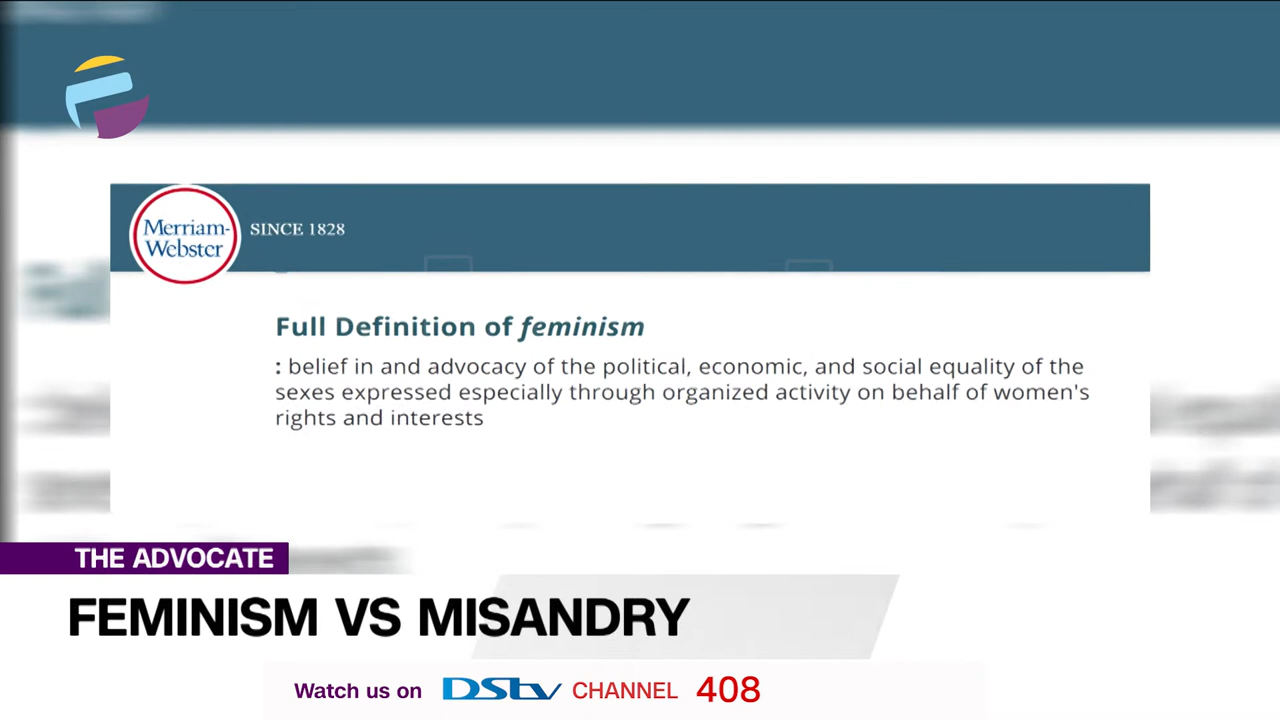 Merriam-
Webster
SINCE 1828
Full Definition of feminism
: belief in and advocacy of the political, economic, and social equality of the
sexes expressed especially through organized activity on behalf of women's
rights and interests
THE ADVOCATE
FEMINISM VS MISANDRY
Watch us on DStv CHANNEL 408